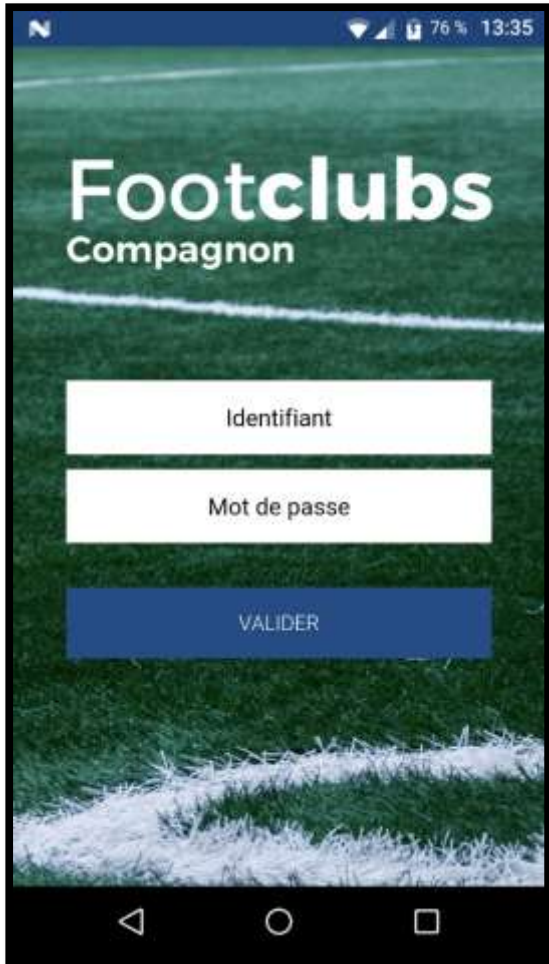 76 % 13:35
Footclubs
Compagnon
Identifiant
Mot de passe
VALIDER